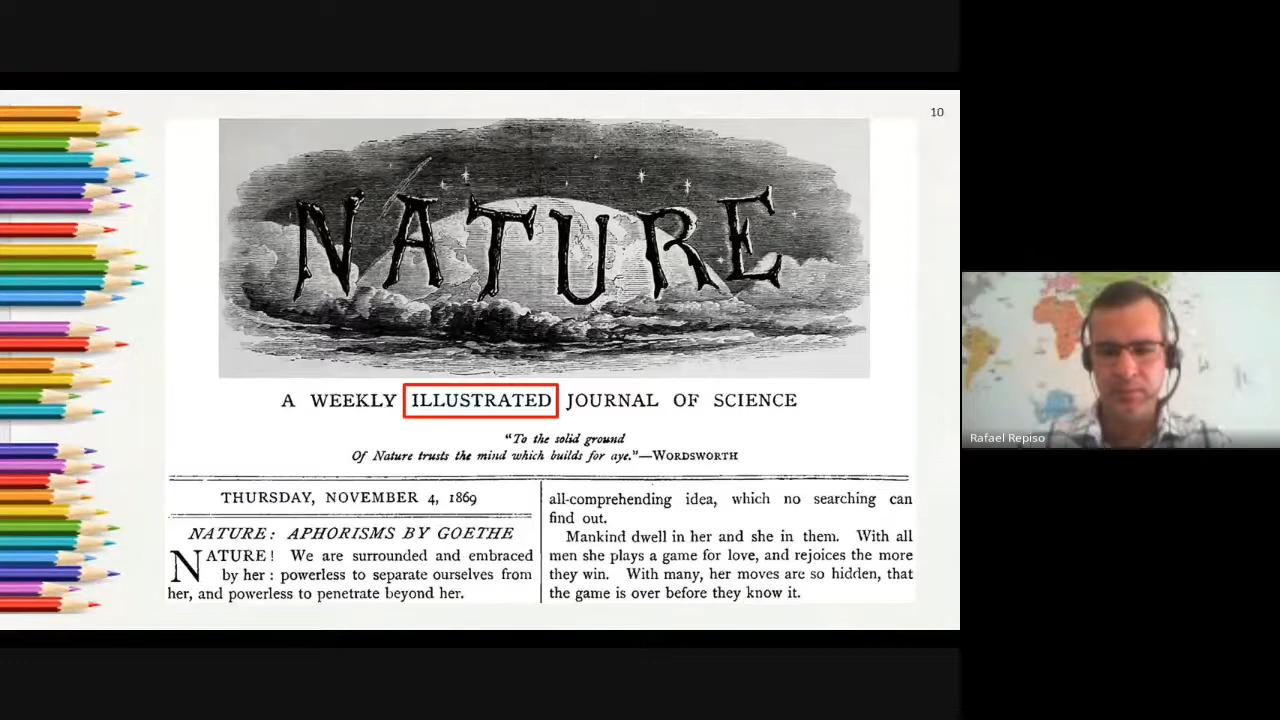 10
NATURE
A WEEKLY ILLUSTRATED JOURNAL OF SCIENCE
"To the solid ground
Of Nature trusts the mind which builds for aye."—WORDSWORTH
THURSDAY, NOVEMBER 4, 1869
NATURE: APHORISMS BY GOETHE
NATURE! We are surrounded and embraced
by her: powerless to separate ourselves from
her, and powerless to penetrate beyond her.
all-comprehending idea, which no searching can
find out.
Mankind dwell in her and she in them. With all
men she plays a game for love, and rejoices the more
they win. With many, her moves are so hidden, that
the game is over before they know it.
Rafael Repiso